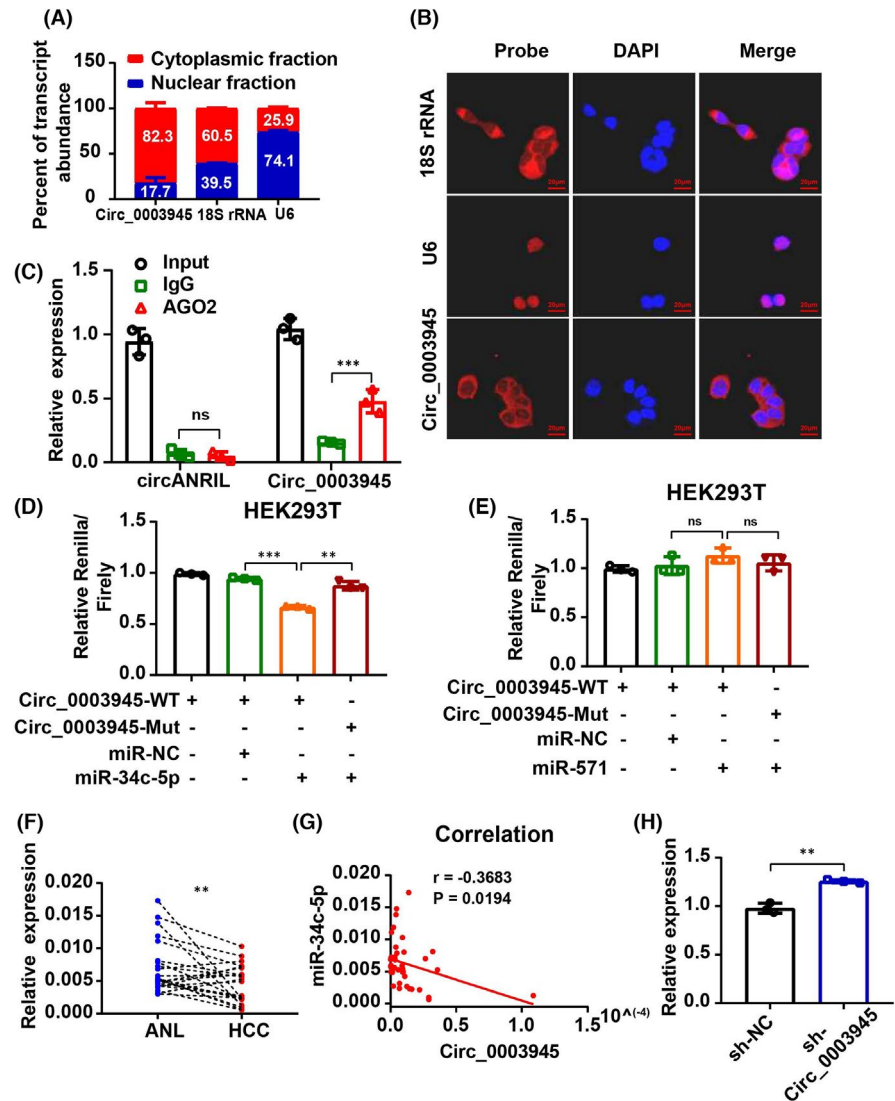 (A)
Percent of transcript
abundance
150
100
50
0
Cytoplasmic fraction
Nuclear fraction
82.3
60.5
25.9
17.7
39.5
74.1
Circ_0003945 18S rRNA U6
(B)
Probe DAPI Merge
18S rRNA
20μm 20μm 20μm
U6
20μm 20μm 20μm
Circ_0003945
20μm 20μm 20μm
(C)
Relative expression
1.5
1.0
0.5
0.0
Input
IgG
AGO2
ns
***
circANRIL Circ_0003945
(D)
HEK293T
Relative Renilla/
Firely
1.5
1.0
0.5
0.0
*** **
Circ_0003945-WT + + + -
Circ_0003945-Mut - - - +
miR-NC - + - -
miR-34c-5p - - + +
(E)
HEK293T
Relative Renilla/
Firely
1.5
1.0
0.5
0.0
ns ns
Circ_0003945-WT + + + -
Circ_0003945-Mut - - - +
miR-NC - + - -
miR-571 - - + +
(F)
Relative expression
0.020
0.015
0.010
0.005
0.000
**
ANL HCC
(G)
Correlation
miR-34c-5p
0.020
0.015
0.010
0.005
0.000
r = -0.3683
P = 0.0194
0.0 0.5 1.0 1.5
10^(-4)
Circ_0003945
(H)
Relative expression
1.5
1.0
0.5
0.0
**
sh-NC
sh-
Circ_0003945